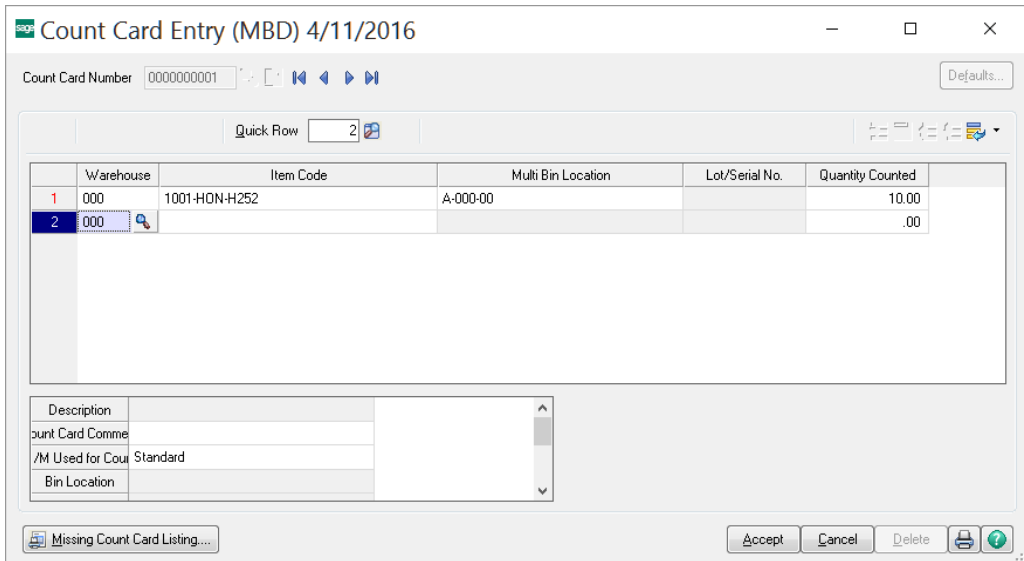 sage Count Card Entry (MBD) 4/11/2016
Count Card Number 0000000001 Defaults...
Quick Row 2
Warehouse Item Code Multi Bin Location Lot/Serial No. Quantity Counted
1 000 1001-HON-H252 A-000-00 10.00
2 000 .00
Description
ount Card Comme
/M Used for Cour Standard
Bin Location
Missing Count Card Listing.... Accept Cancel Delete